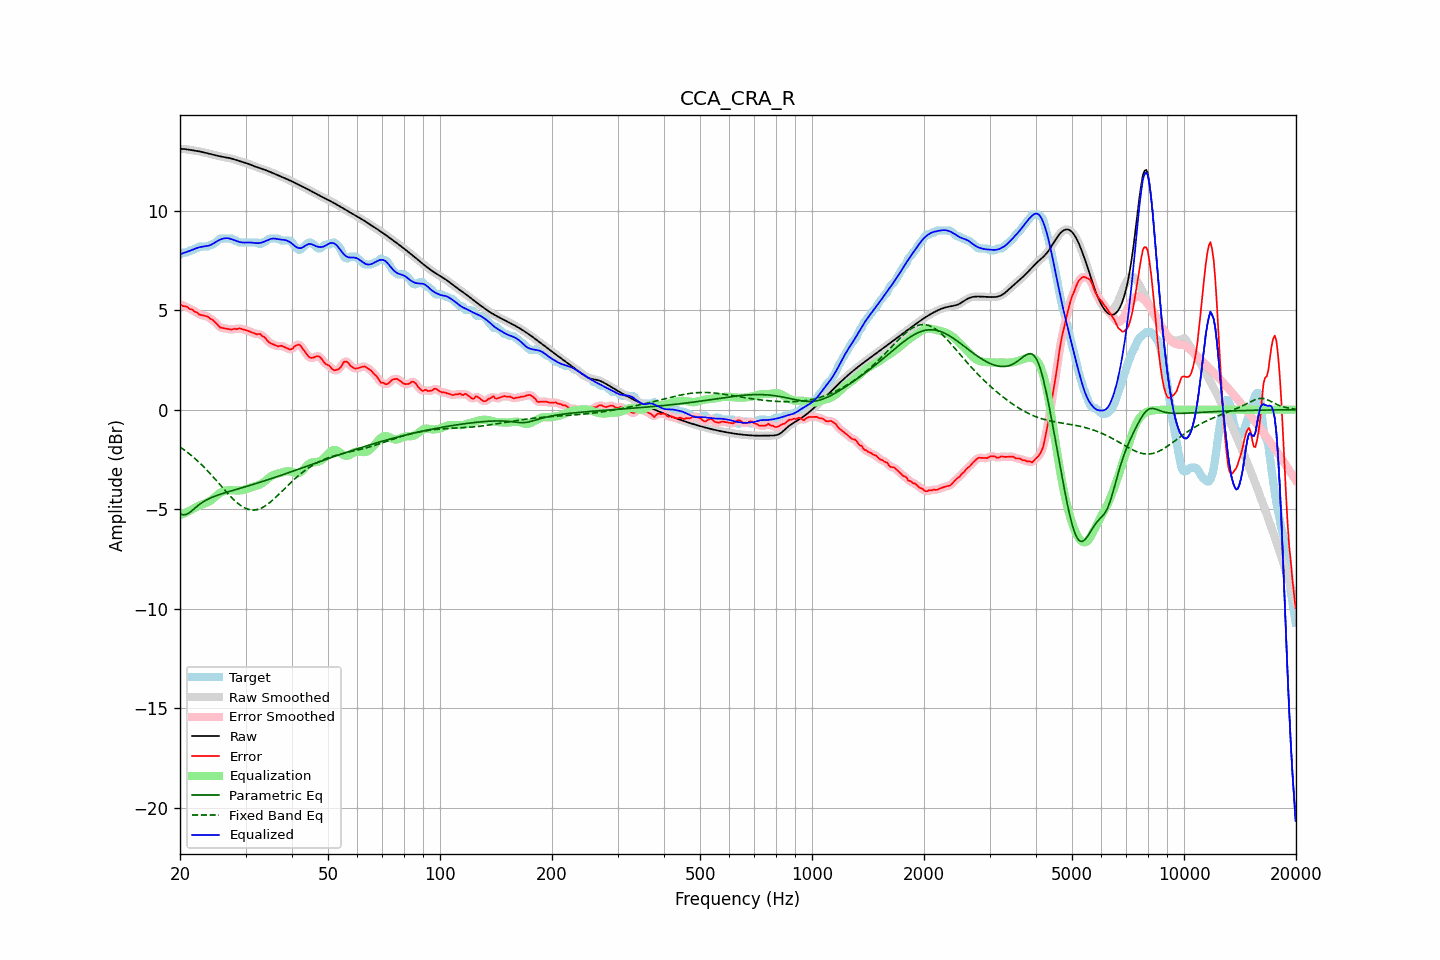 CCA_CRA_R
Amplitude (dBr)
10
5
0
−5
−10
−15
−20
Target
Raw Smoothed
Error Smoothed
Raw
Error
Equalization
Parametric Eq
Fixed Band Eq
Equalized
20 50 100 200 500 1000 2000 5000 10000 20000
Frequency (Hz)